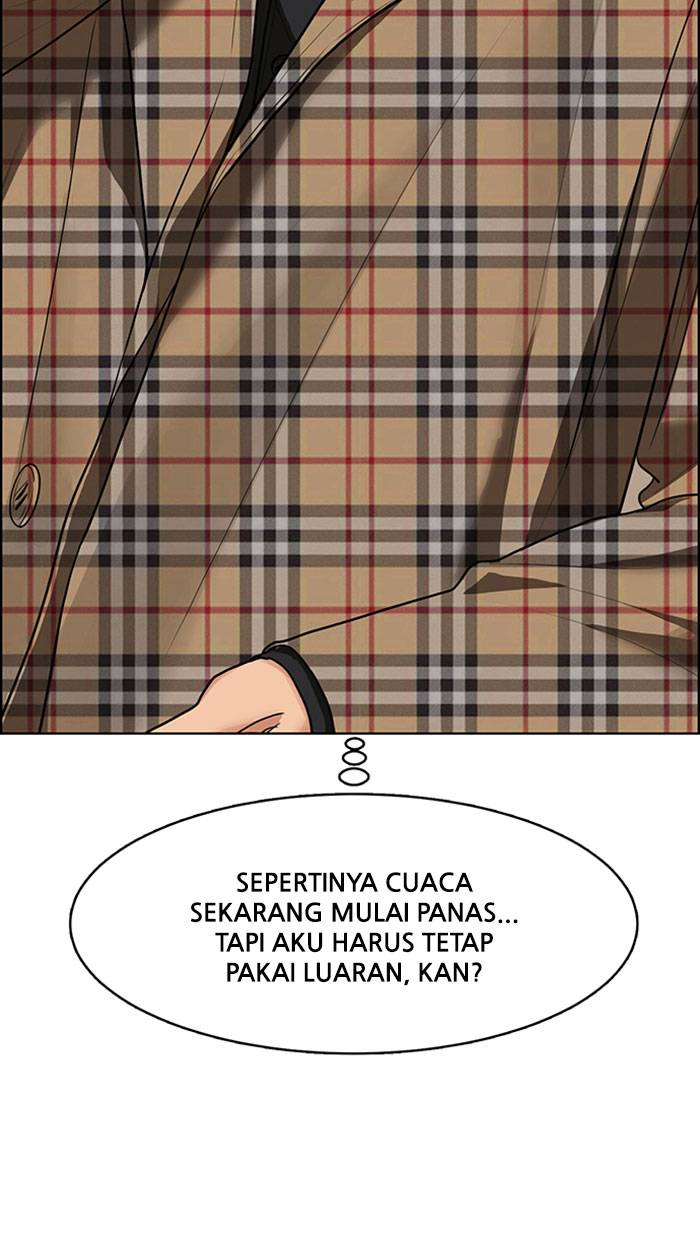 SEPERTINYA CUACA
SEKARANG MULAI PANAS...
TAPI AKU HARUS TETAP
PAKAI LUARAN, KAN?